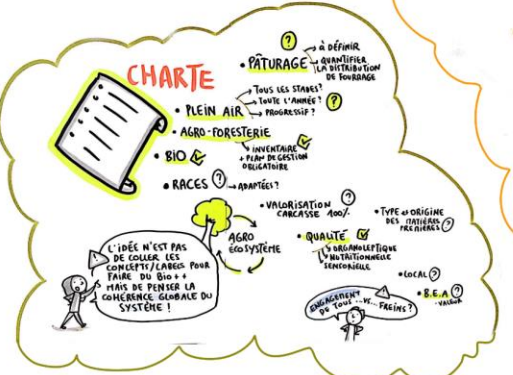 CHARTE
• PÂTURAGE
?
→ à DÉFINIR
→ QUANTIFIER
LA DISTRIBUTION
DE FOURRAGE
• PLEIN AIR
→ TOUS LES STADES?
→ TOUTE L'ANNÉE?
→ PROGRESSIF?
?
• AGRO-FORESTERIE
→ INVENTAIRE
+ PLAN DE GESTION
OBLIGATOIRE
• BIO
• RACES ? → ADAPTÉES?
• VALORISATION
CARCASSE 100%
?
AGRO
ÉCOSYSTÈME
• QUALITÉ
→ ORGANOLEPTIQUE
→ NUTRITIONNELLE
SENSORIELLE
• TYPE et ORIGINE
DES MATIÈRES
PREMIÈRES ?
• LOCAL ?
• B.E.A ?
-VALEUR
L'IDÉE N'EST PAS
DE COLLER LES
CONCEPTS/LABELS POUR
FAIRE DU BIO++
MAIS DE PENSER LA
COHÉRENCE GLOBALE DU
SYSTÈME!
ENGAGEMENT
DE TOUS ...VS... FREINS?